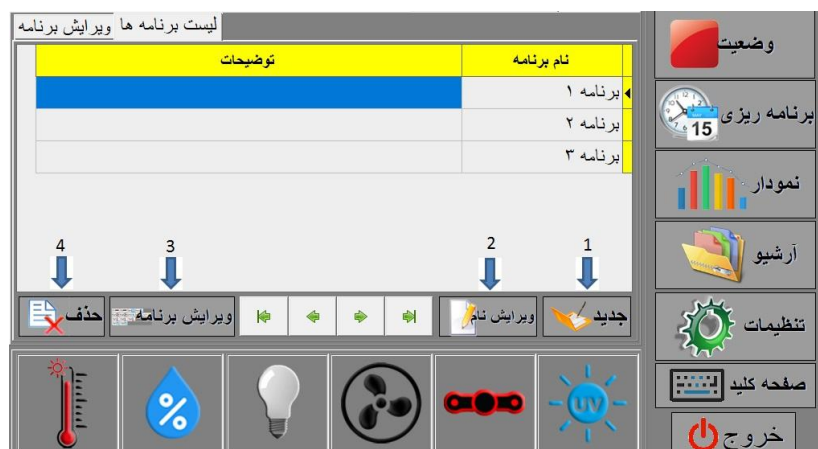 لیست برنامه ها
ویرایش برنامه
نام برنامه
توضیحات
برنامه ۱
برنامه ۲
برنامه ۳
1
2
3
4
جدید
ویرایش نام
ویرایش برنامه
حذف
%
UV
وضعیت
برنامه ریزی
15
نمودار
آرشیو
تنظیمات
صفحه کلید
خروج